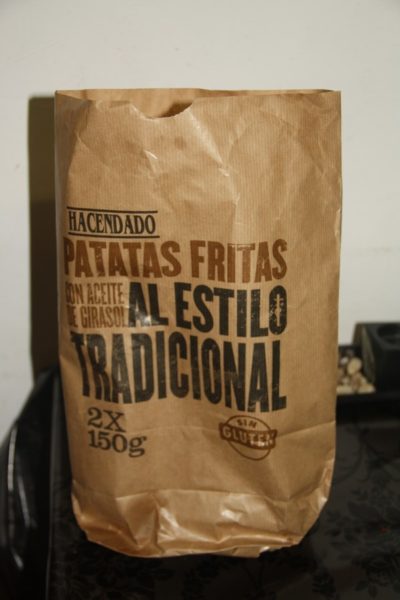 HACENDADO
PATATAS FRITAS
CON ACEITE
DE GIRASOL
AL ESTILO
TRADICIONAL
2X
150g
SIN
GLUTEN